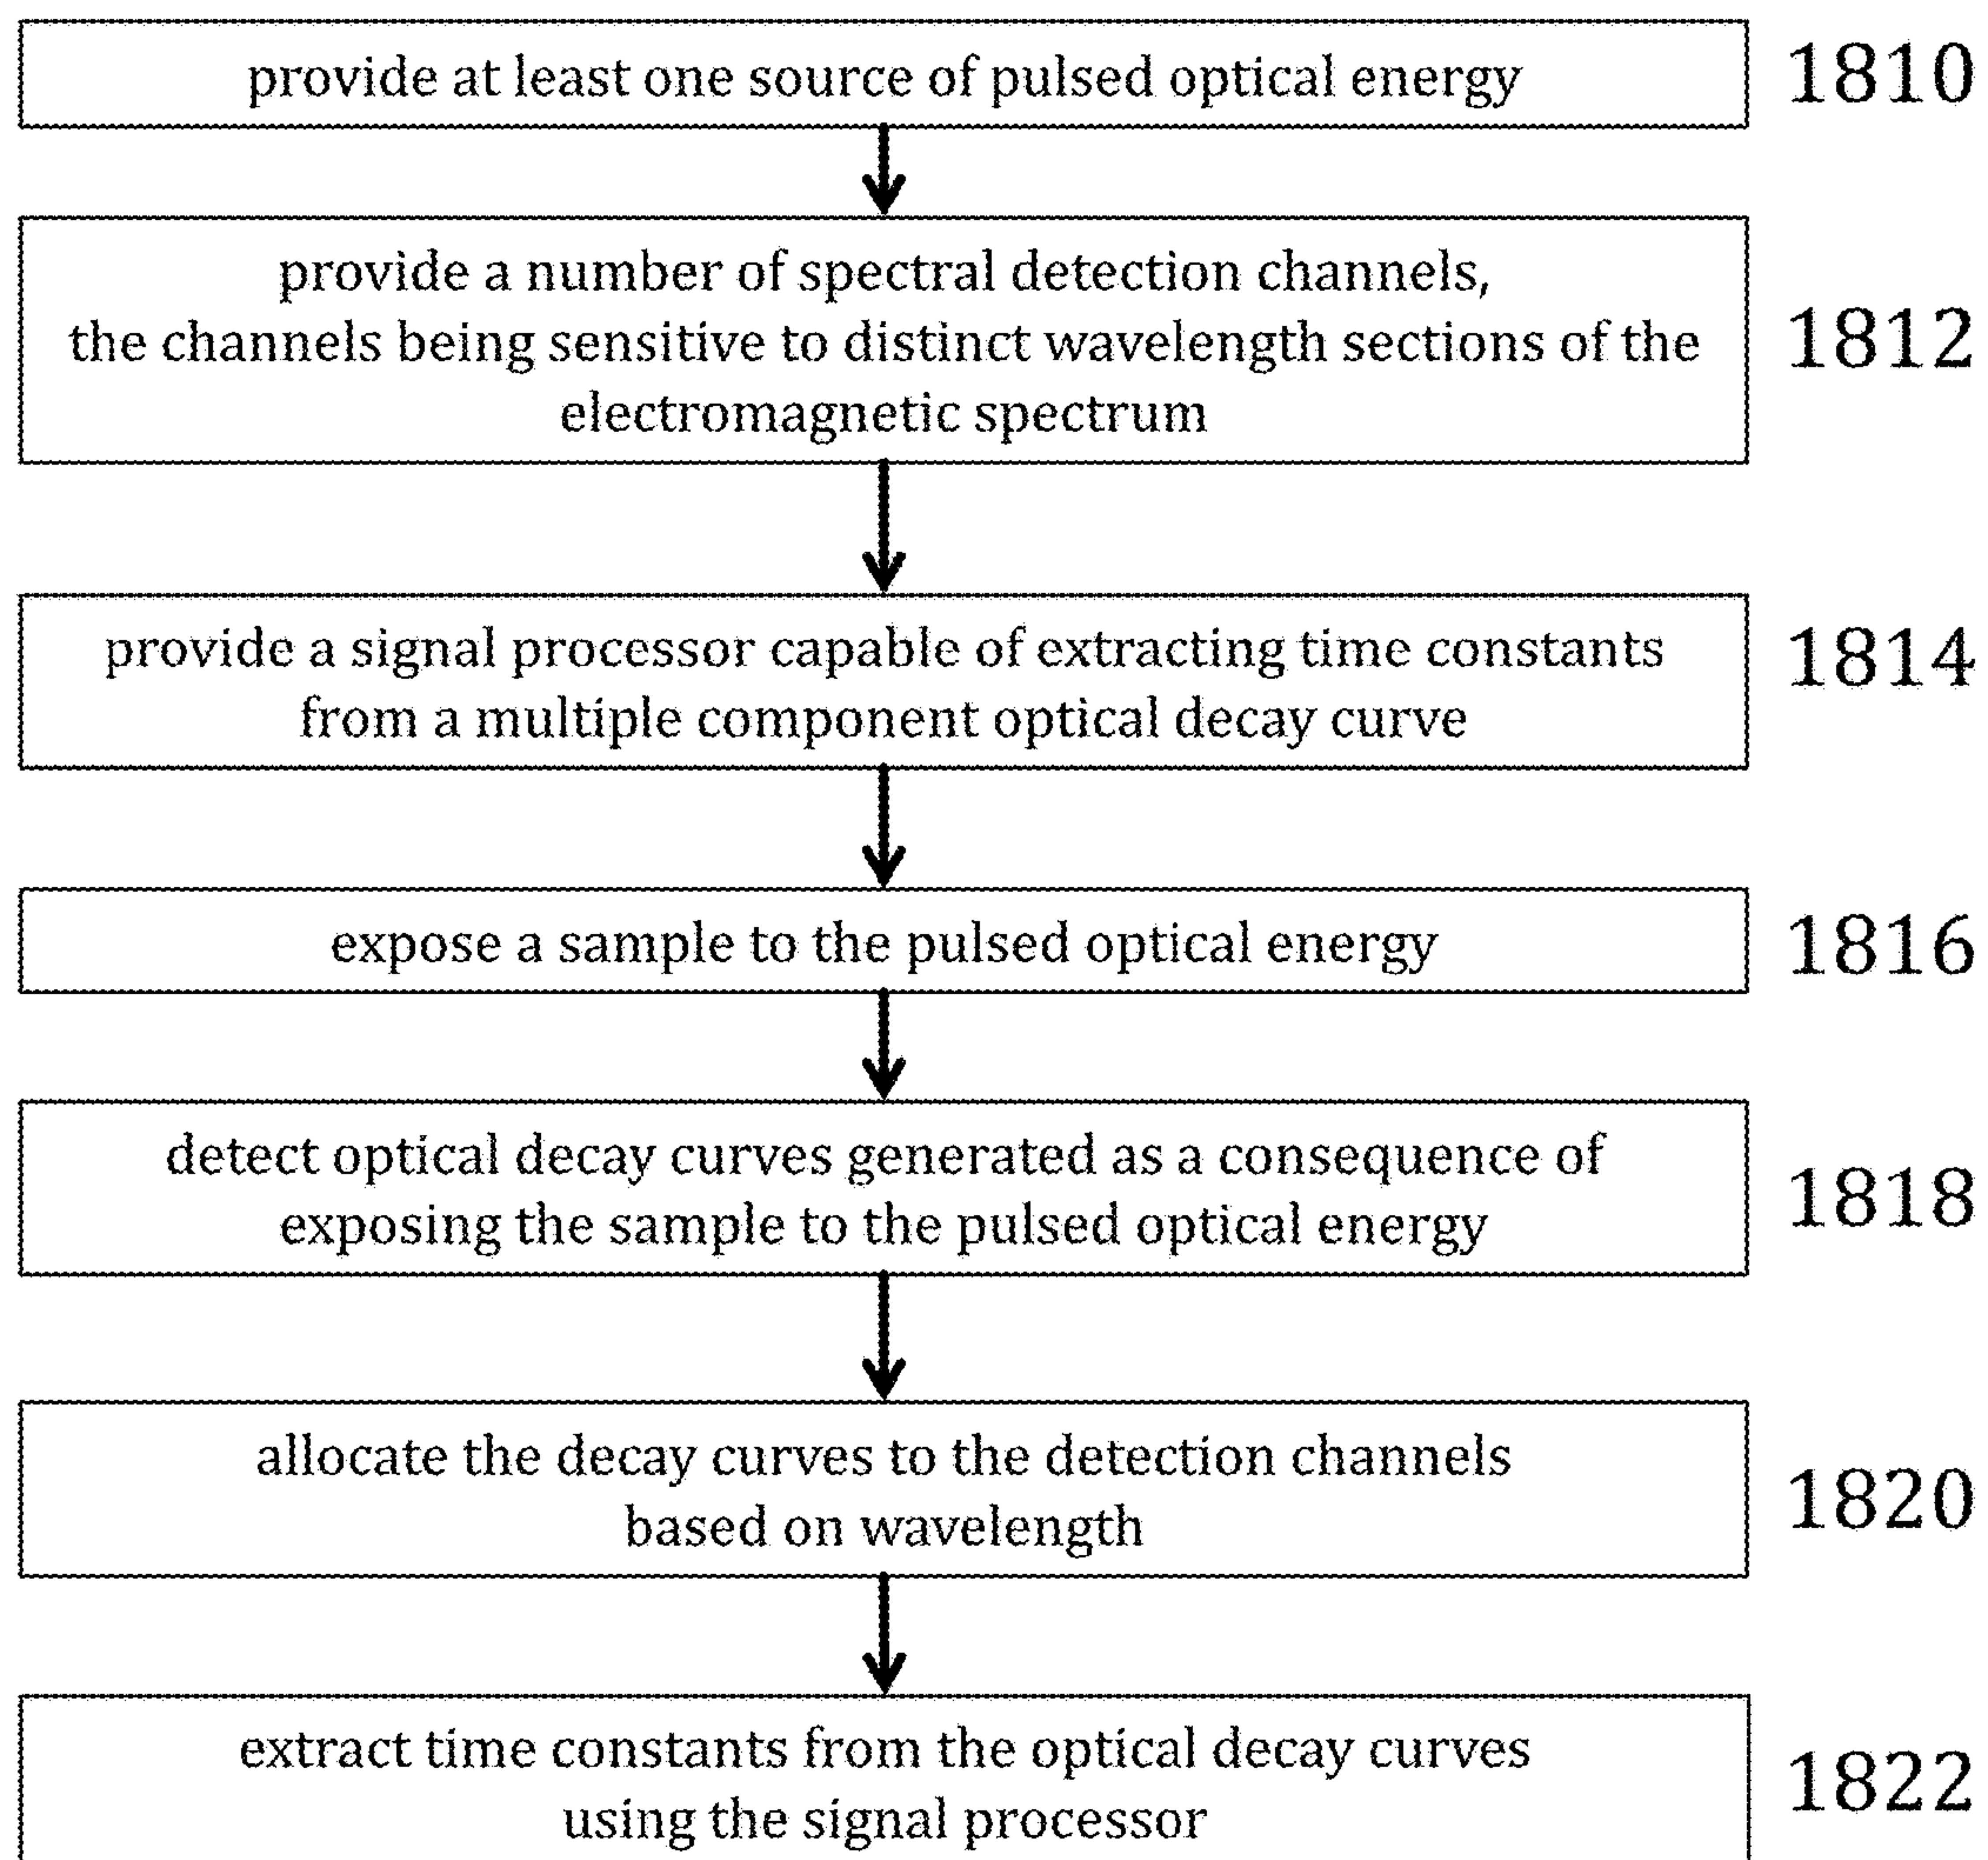 provide at least one source of pulsed optical energy
1810
provide a number of spectral detection channels,
the channels being sensitive to distinct wavelength sections of the
electromagnetic spectrum
1812
provide a signal processor capable of extracting time constants
from a multiple component optical decay curve
1814
expose a sample to the pulsed optical energy
1816
detect optical decay curves generated as a consequence of
exposing the sample to the pulsed optical energy
1818
allocate the decay curves to the detection channels
based on wavelength
1820
extract time constants from the optical decay curves
using the signal processor
1822